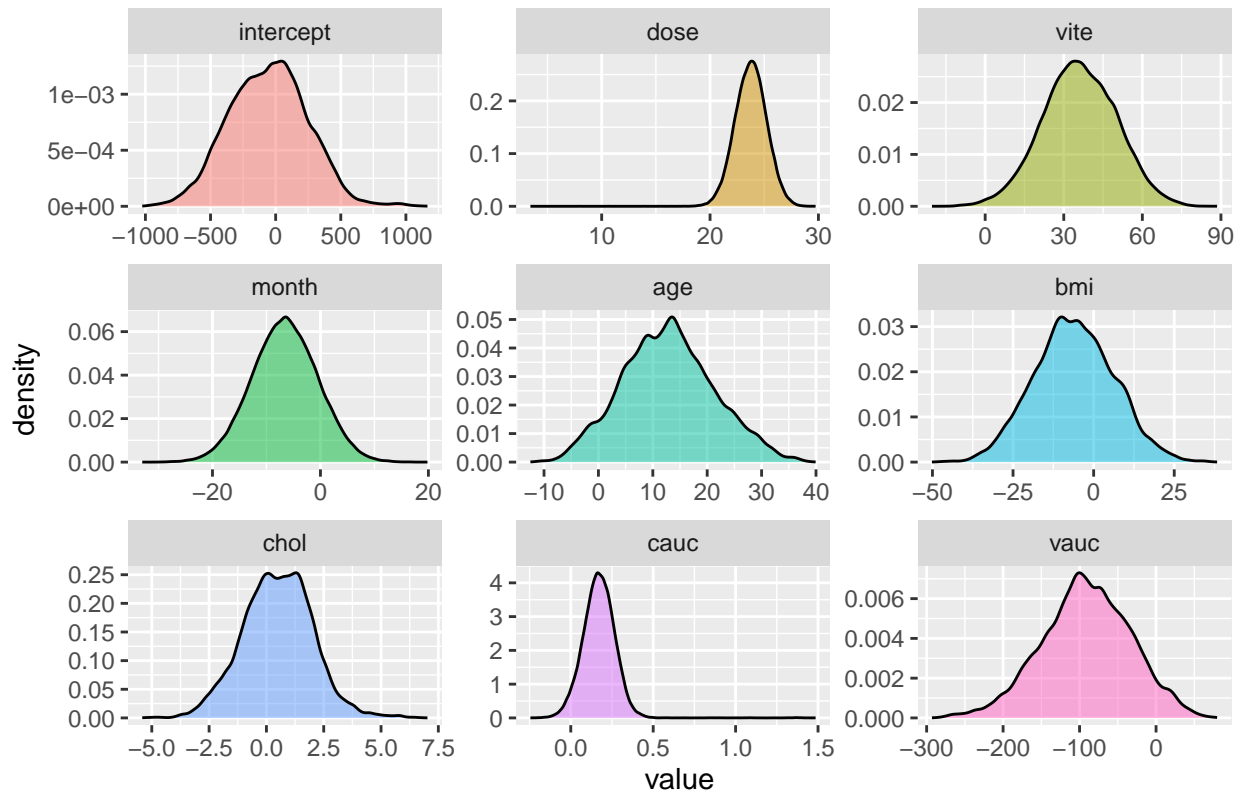 intercept dose vite
1e−03
5e−04
0e+00
−1000 −500 0 500 1000
0.2
0.1
0.0
10 20 30
0.02
0.01
0.00
0 30 60 90
month age bmi
density
0.06
0.04
0.02
0.00
−20 0 20
0.05
0.04
0.03
0.02
0.01
0.00
−10 0 10 20 30 40
0.03
0.02
0.01
0.00
−50 −25 0 25
chol cauc vauc
0.25
0.20
0.15
0.10
0.05
0.00
−5.0 −2.5 0.0 2.5 5.0 7.5
4
3
2
1
0
0.0 0.5 1.0 1.5
0.006
0.004
0.002
0.000
−300 −200 −100 0
value